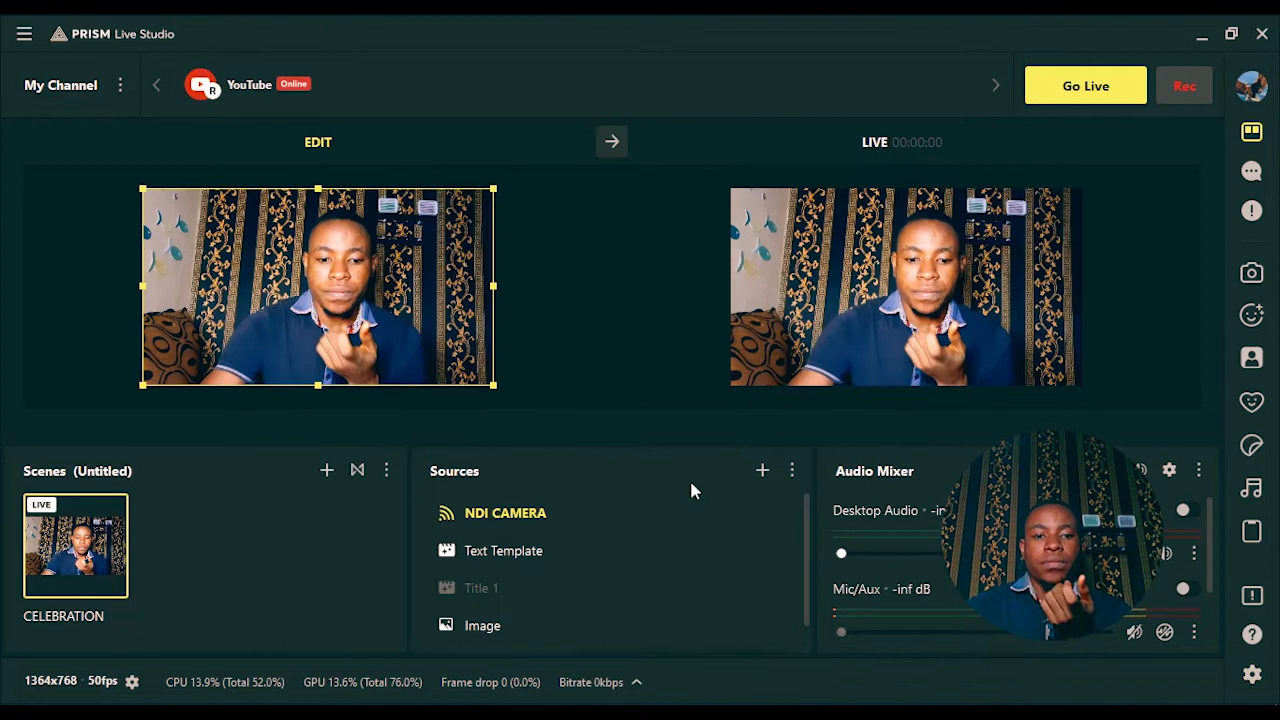 PRISM Live Studio
My Channel
YouTube Online
R
Go Live
Rec
EDIT
LIVE 00:00:00
Scenes (Untitled)
LIVE
CELEBRATION
Sources
NDI CAMERA
Text Template
Title 1
Image
Audio Mixer
Desktop Audio • -in
Mic/Aux • -inf dB
1364x768 • 50fps
CPU 13.9% (Total 52.0%)
GPU 13.6% (Total 76.0%)
Frame drop 0 (0.0%)
Bitrate 0kbps